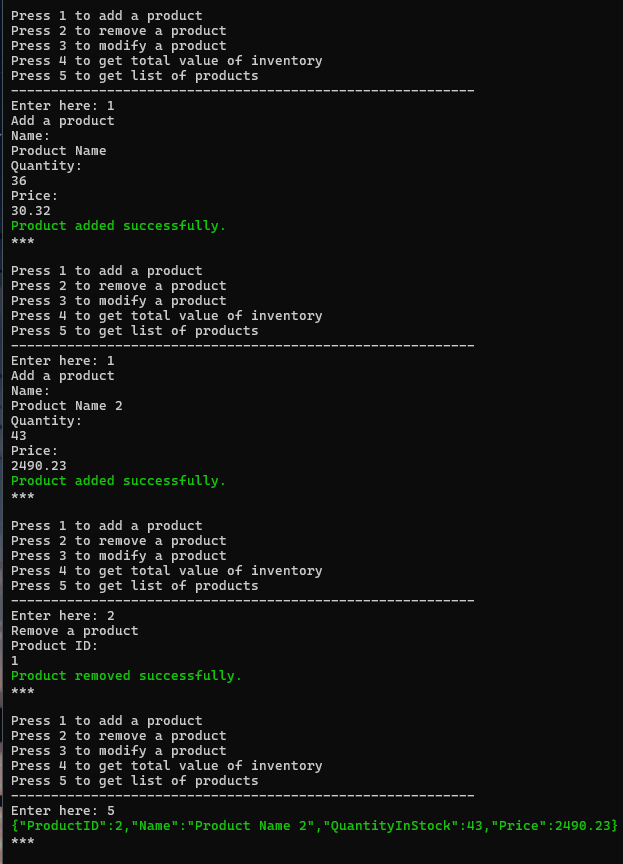 Press 1 to add a product
Press 2 to remove a product
Press 3 to modify a product
Press 4 to get total value of inventory
Press 5 to get list of products
----------------------------------------------------------
Enter here: 1
Add a product
Name:
Product Name
Quantity:
36
Price:
30.32
Product added successfully.
***
Press 1 to add a product
Press 2 to remove a product
Press 3 to modify a product
Press 4 to get total value of inventory
Press 5 to get list of products
----------------------------------------------------------
Enter here: 1
Add a product
Name:
Product Name 2
Quantity:
43
Price:
2490.23
Product added successfully.
***
Press 1 to add a product
Press 2 to remove a product
Press 3 to modify a product
Press 4 to get total value of inventory
Press 5 to get list of products
----------------------------------------------------------
Enter here: 2
Remove a product
Product ID:
1
Product removed successfully.
***
Press 1 to add a product
Press 2 to remove a product
Press 3 to modify a product
Press 4 to get total value of inventory
Press 5 to get list of products
----------------------------------------------------------
Enter here: 5
{"ProductID":2,"Name":"Product Name 2","QuantityInStock":43,"Price":2490.23}
***